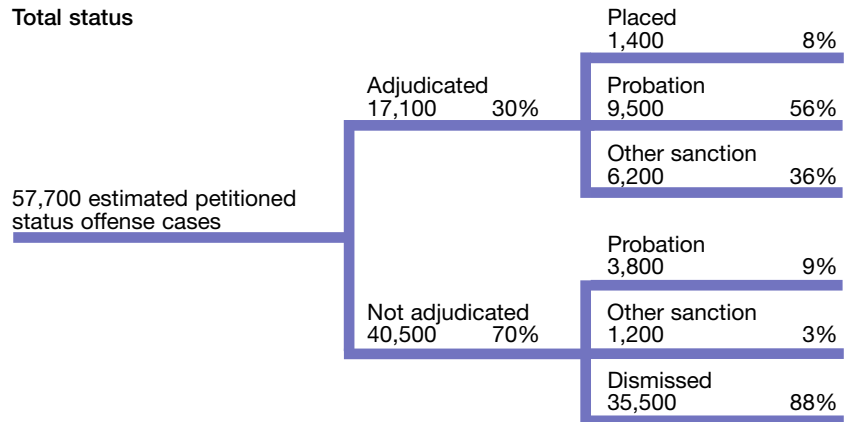 Total status
57,700 estimated petitioned
status offense cases
Adjudicated
17,100 30%
Placed
1,400 8%
Probation
9,500 56%
Other sanction
6,200 36%
Not adjudicated
40,500 70%
Probation
3,800 9%
Other sanction
1,200 3%
Dismissed
35,500 88%